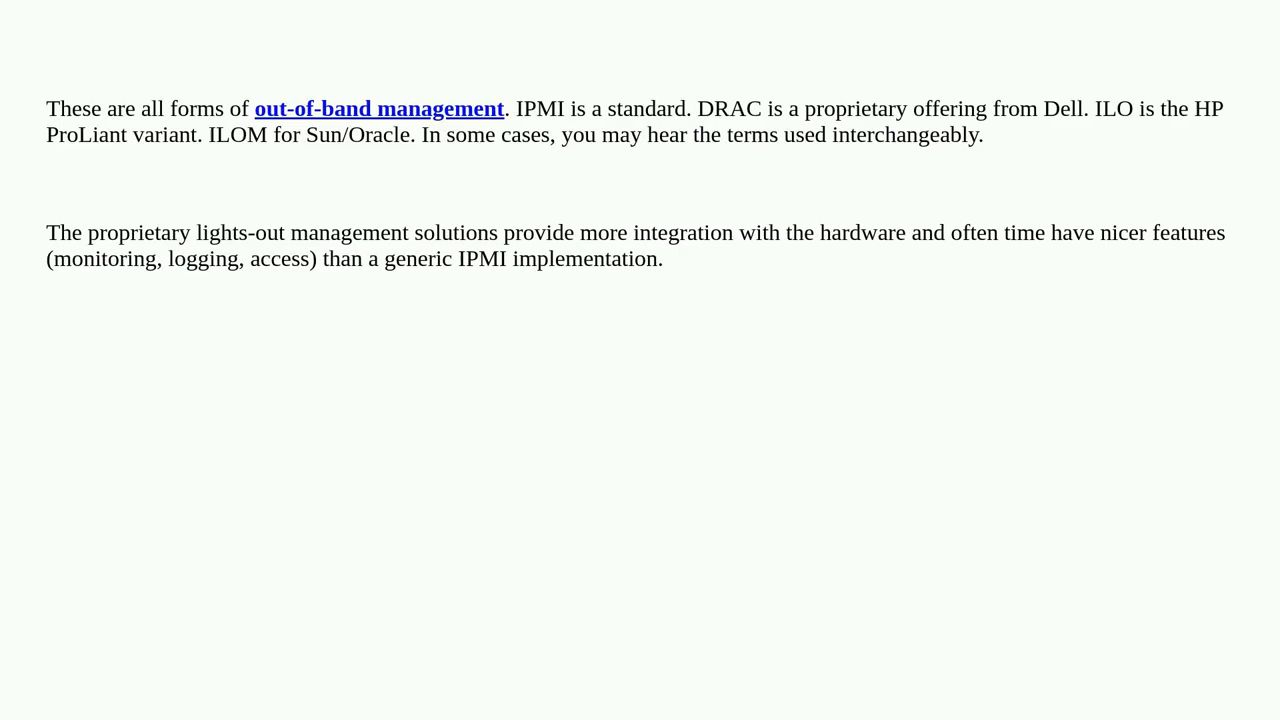 These are all forms of out-of-band management. IPMI is a standard. DRAC is a proprietary offering from Dell. ILO is the HP
ProLiant variant. ILOM for Sun/Oracle. In some cases, you may hear the terms used interchangeably.
The proprietary lights-out management solutions provide more integration with the hardware and often time have nicer features
(monitoring, logging, access) than a generic IPMI implementation.